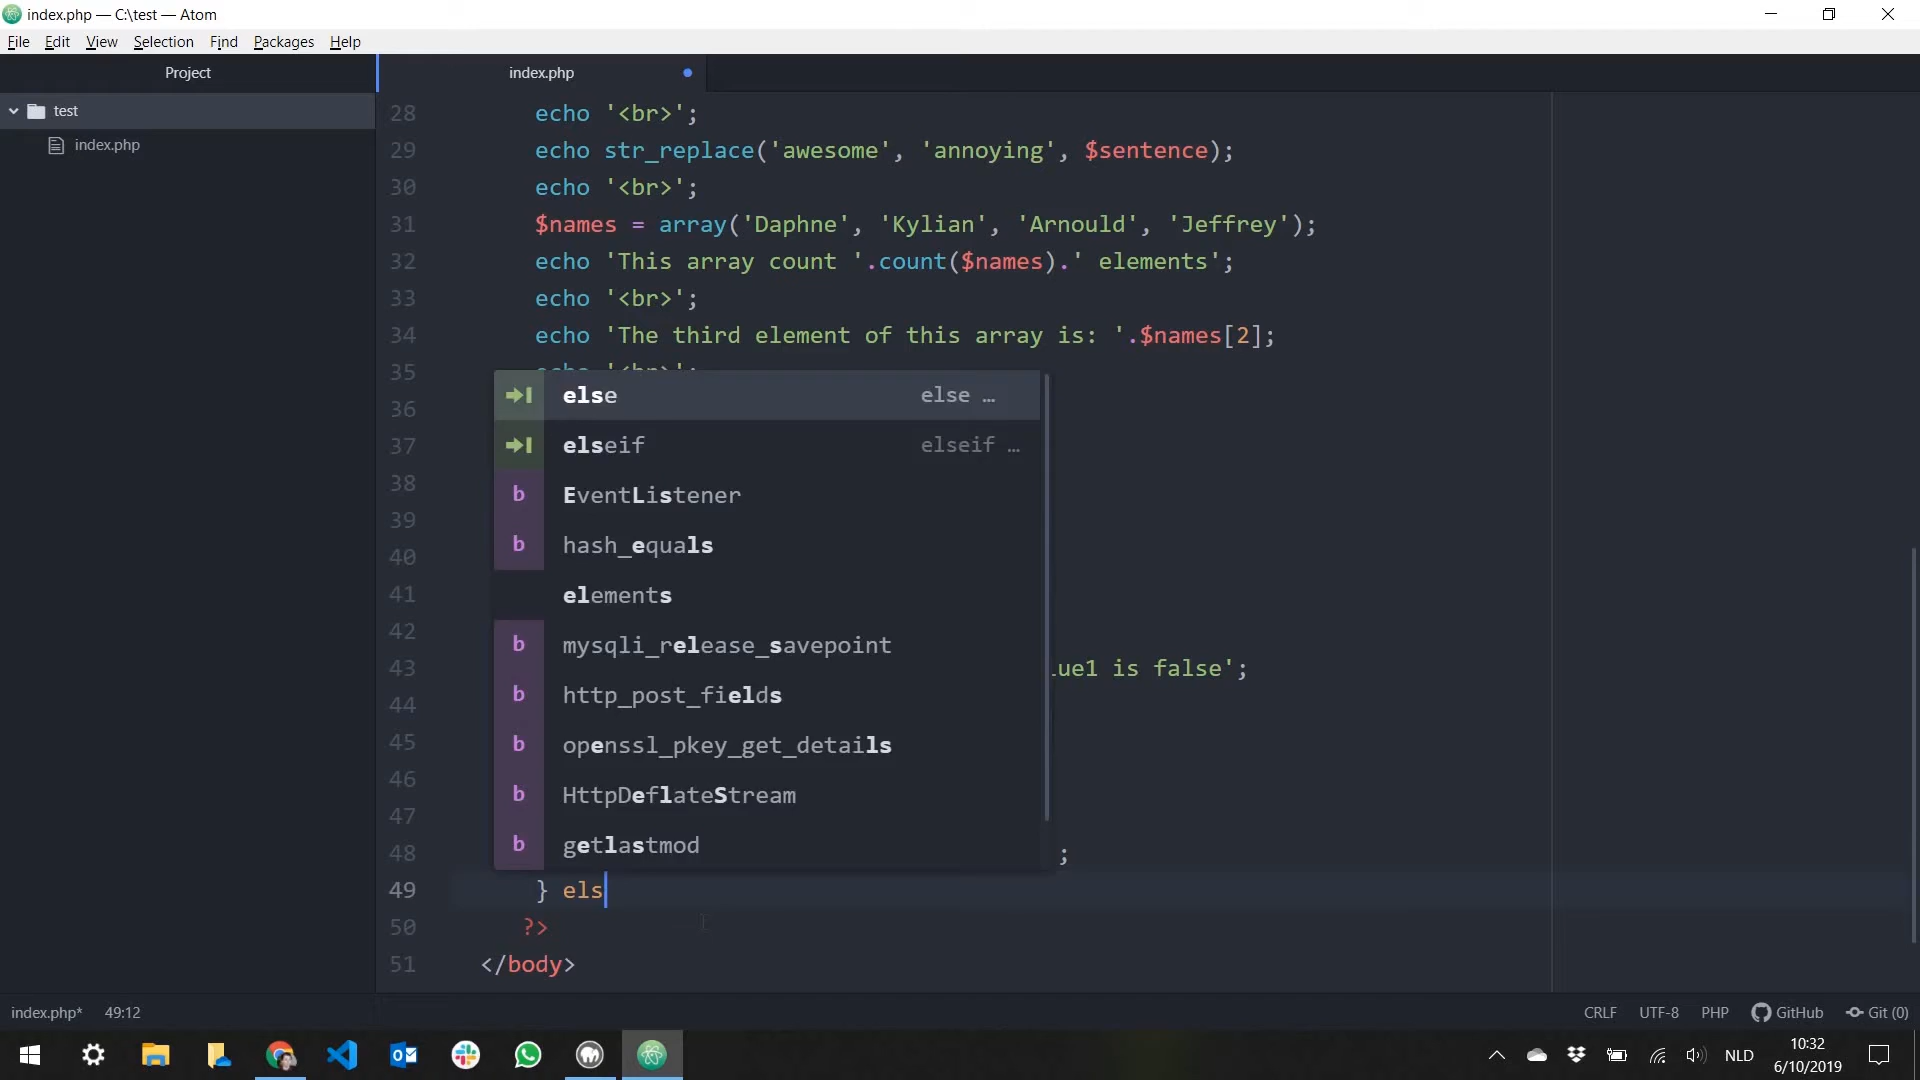 index.php — C:\test — Atom
File Edit View Selection Find Packages Help
Project
index.php
test
index.php
28 echo '<br>';
29 echo str_replace('awesome', 'annoying', $sentence);
30 echo '<br>';
31 $names = array('Daphne', 'Kylian', 'Arnould', 'Jeffrey');
32 echo 'This array count '.count($names).' elements';
33 echo '<br>';
34 echo 'The third element of this array is: '.$names[2];
35 echo '<br>';
36
37
38
39
40
41
42
43 ue1 is false';
44
45
46
47
48 ;
else else …
elseif elseif …
b EventListener
b hash_equals
elements
b mysqli_release_savepoint
b http_post_fields
b openssl_pkey_get_details
b HttpDeflateStream
b getlastmod
49 } els
50 ?>
51 </body>
index.php* 49:12 CRLF UTF-8 PHP GitHub Git (0)
NLD
10:32
6/10/2019